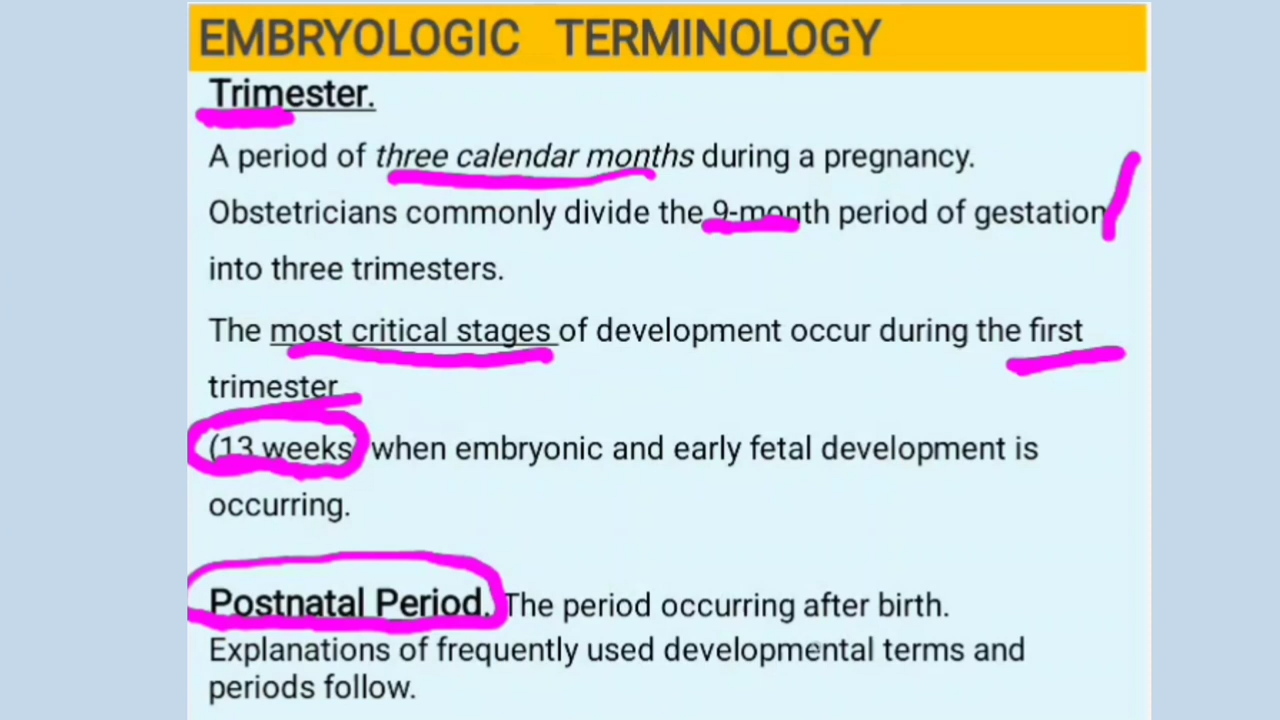 EMBRYOLOGIC TERMINOLOGY
Trimester.
A period of three calendar months during a pregnancy.
Obstetricians commonly divide the 9-month period of gestation
into three trimesters.
The most critical stages of development occur during the first
trimester
(13 weeks) when embryonic and early fetal development is
occurring.
Postnatal Period. The period occurring after birth.
Explanations of frequently used developmental terms and
periods follow.